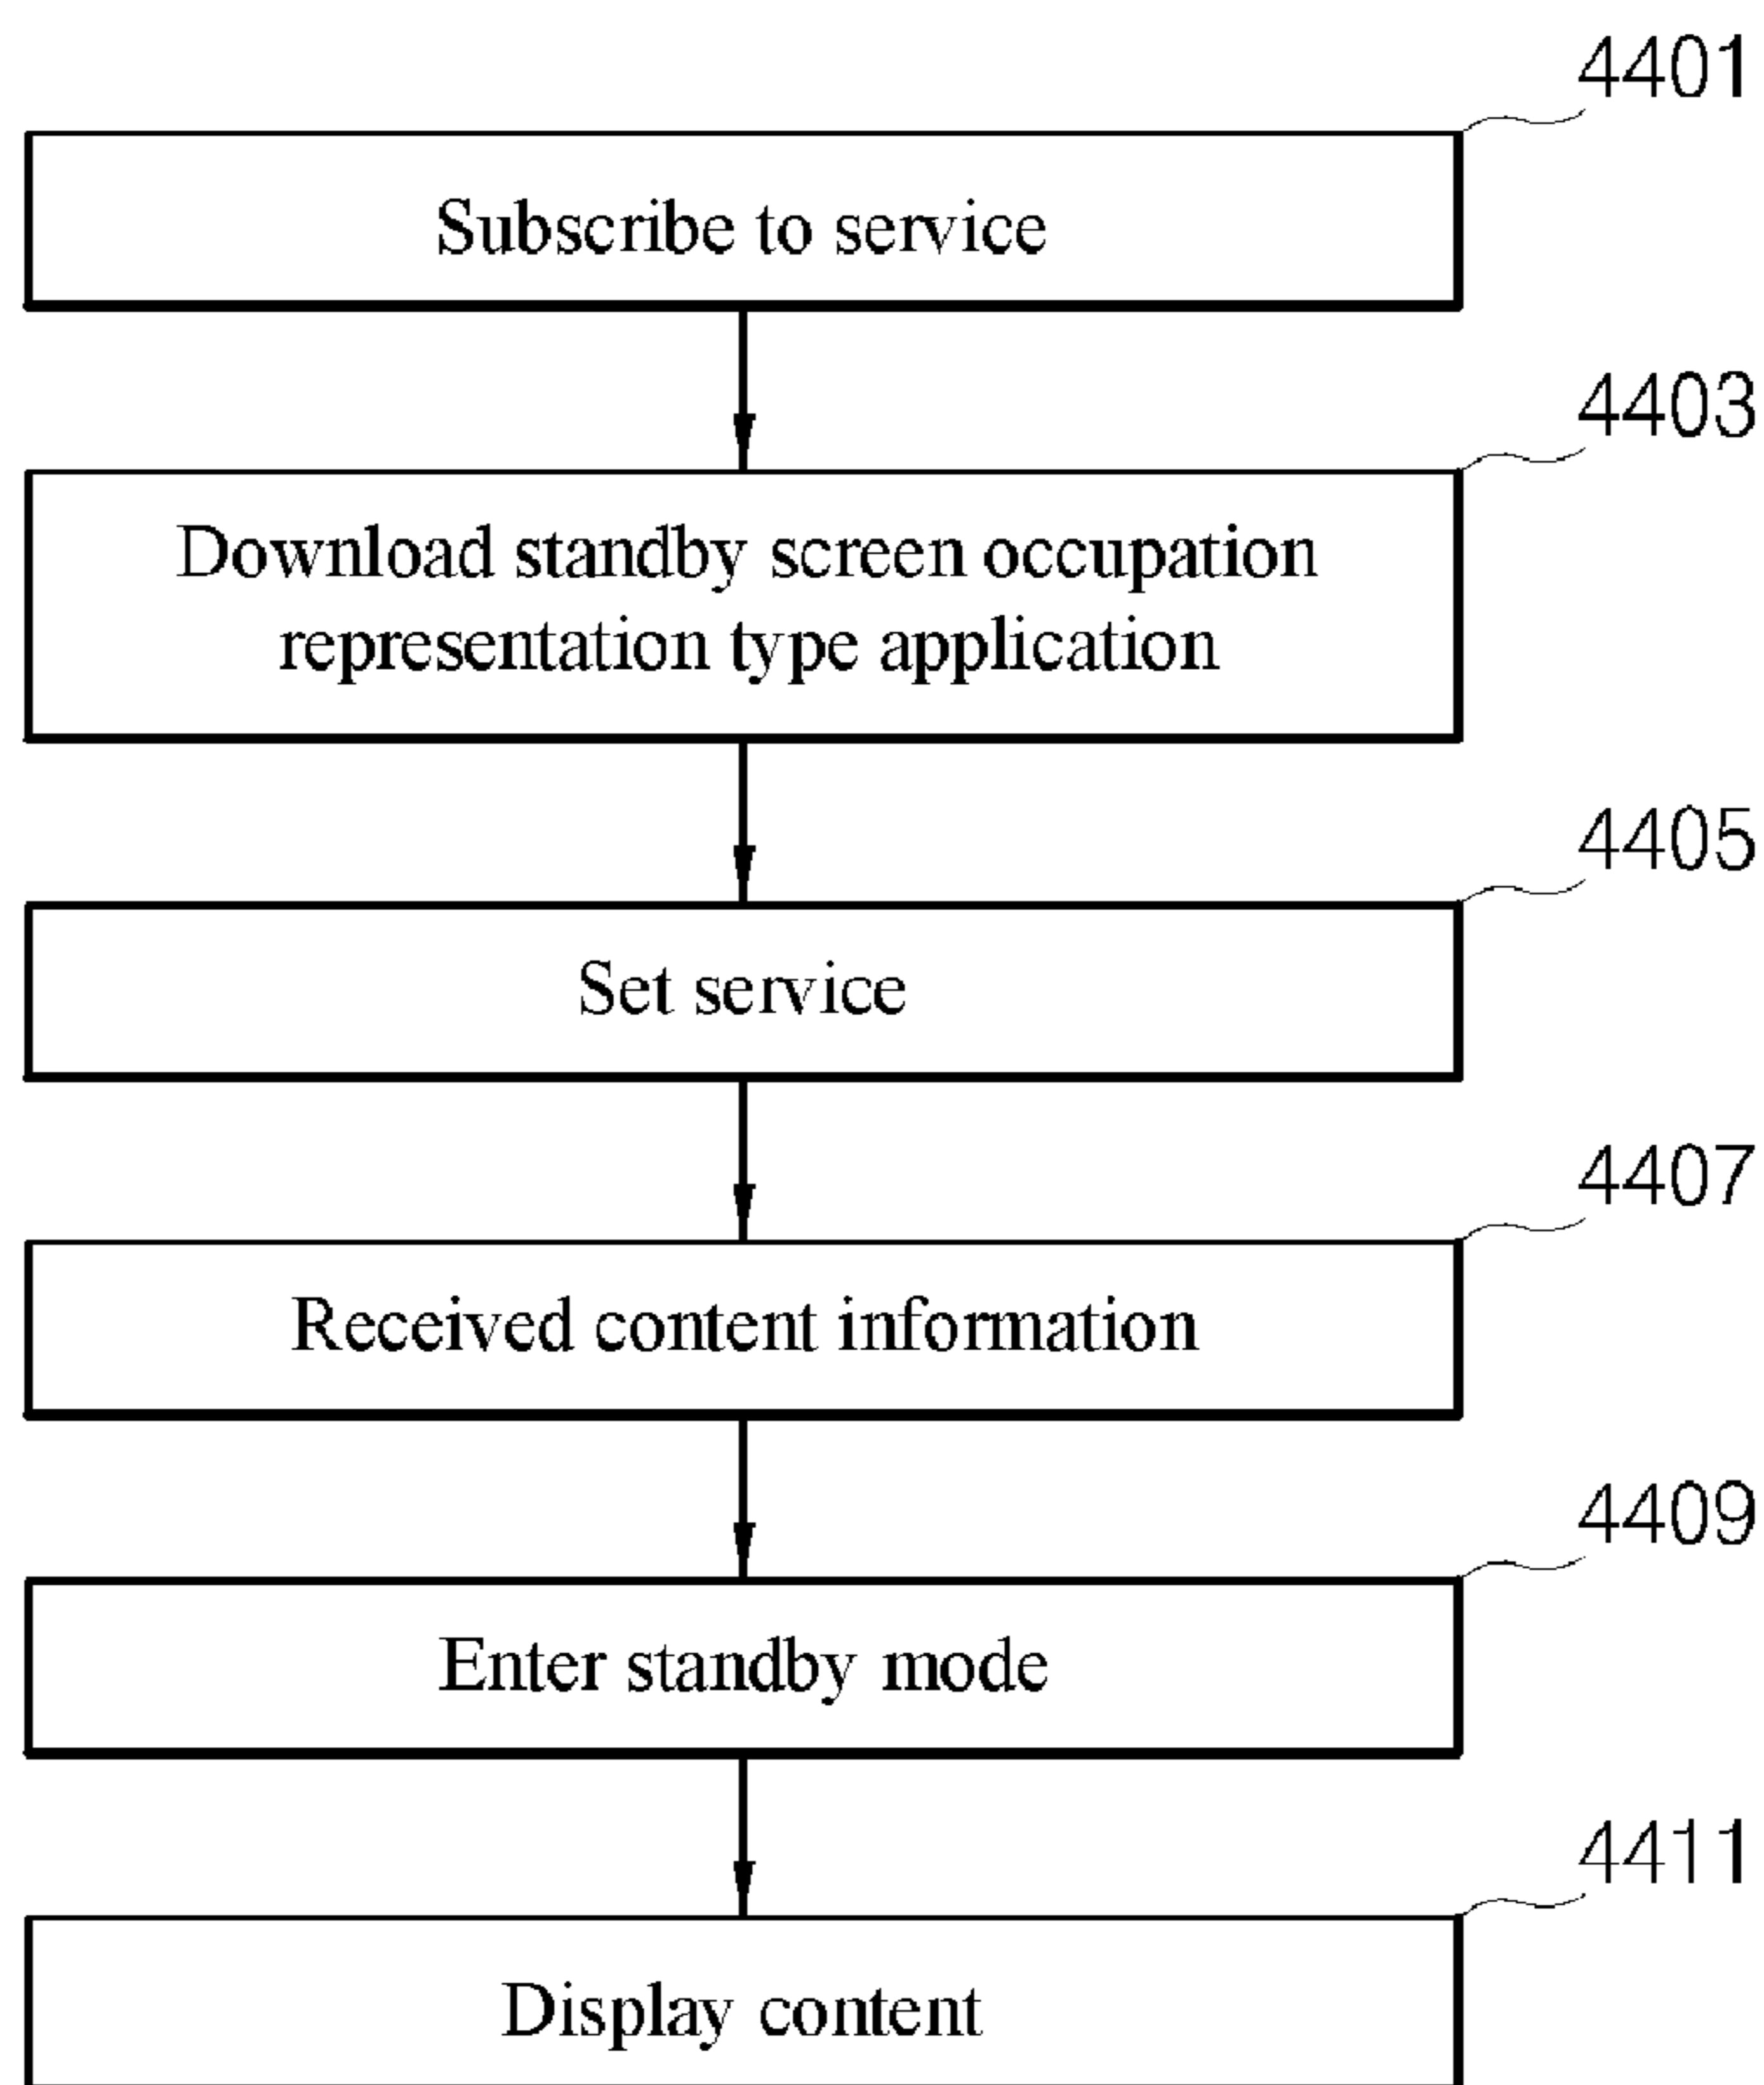 4401
Subscribe to service
4403
Download standby screen occupation
representation type application
4405
Set service
4407
Received content information
4409
Enter standby mode
4411
Display content